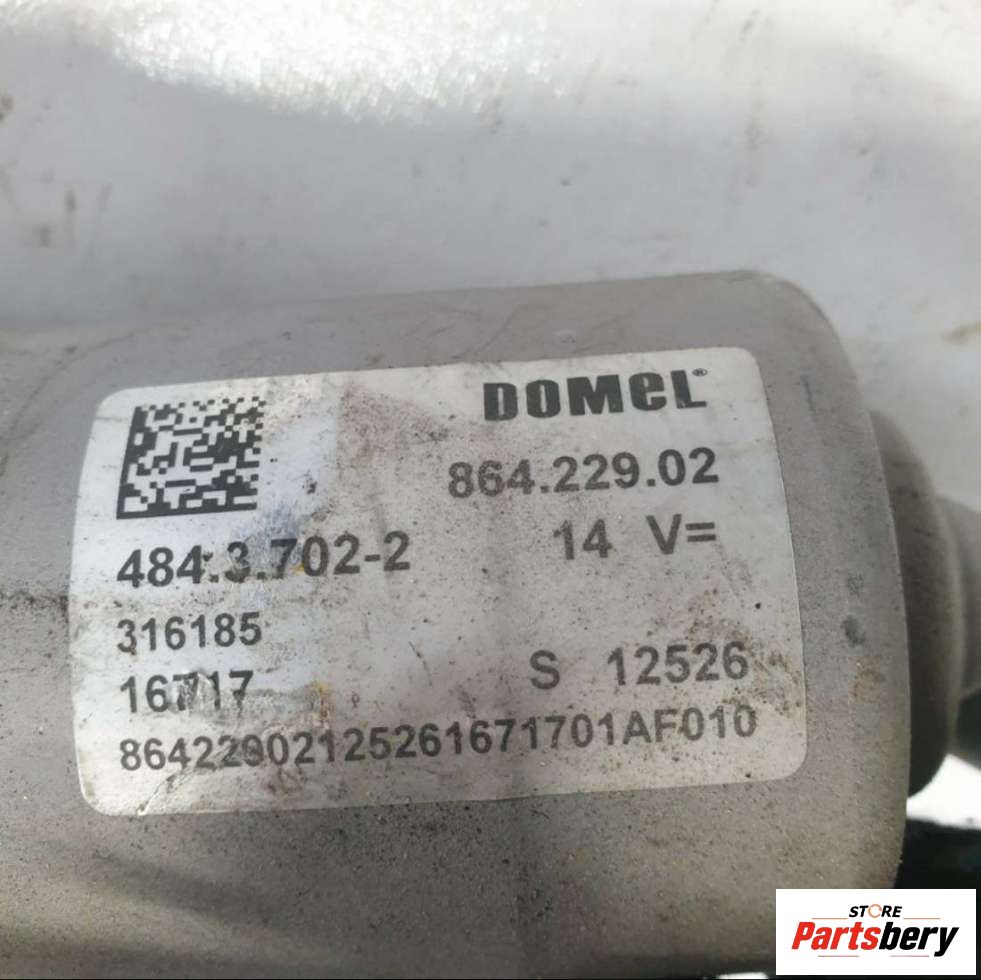 DOMEL®
864.229.02
484.3.702-2 14 V=
316185
16717 S 12526
86422902125261671701AF010
STORE
Partsbery